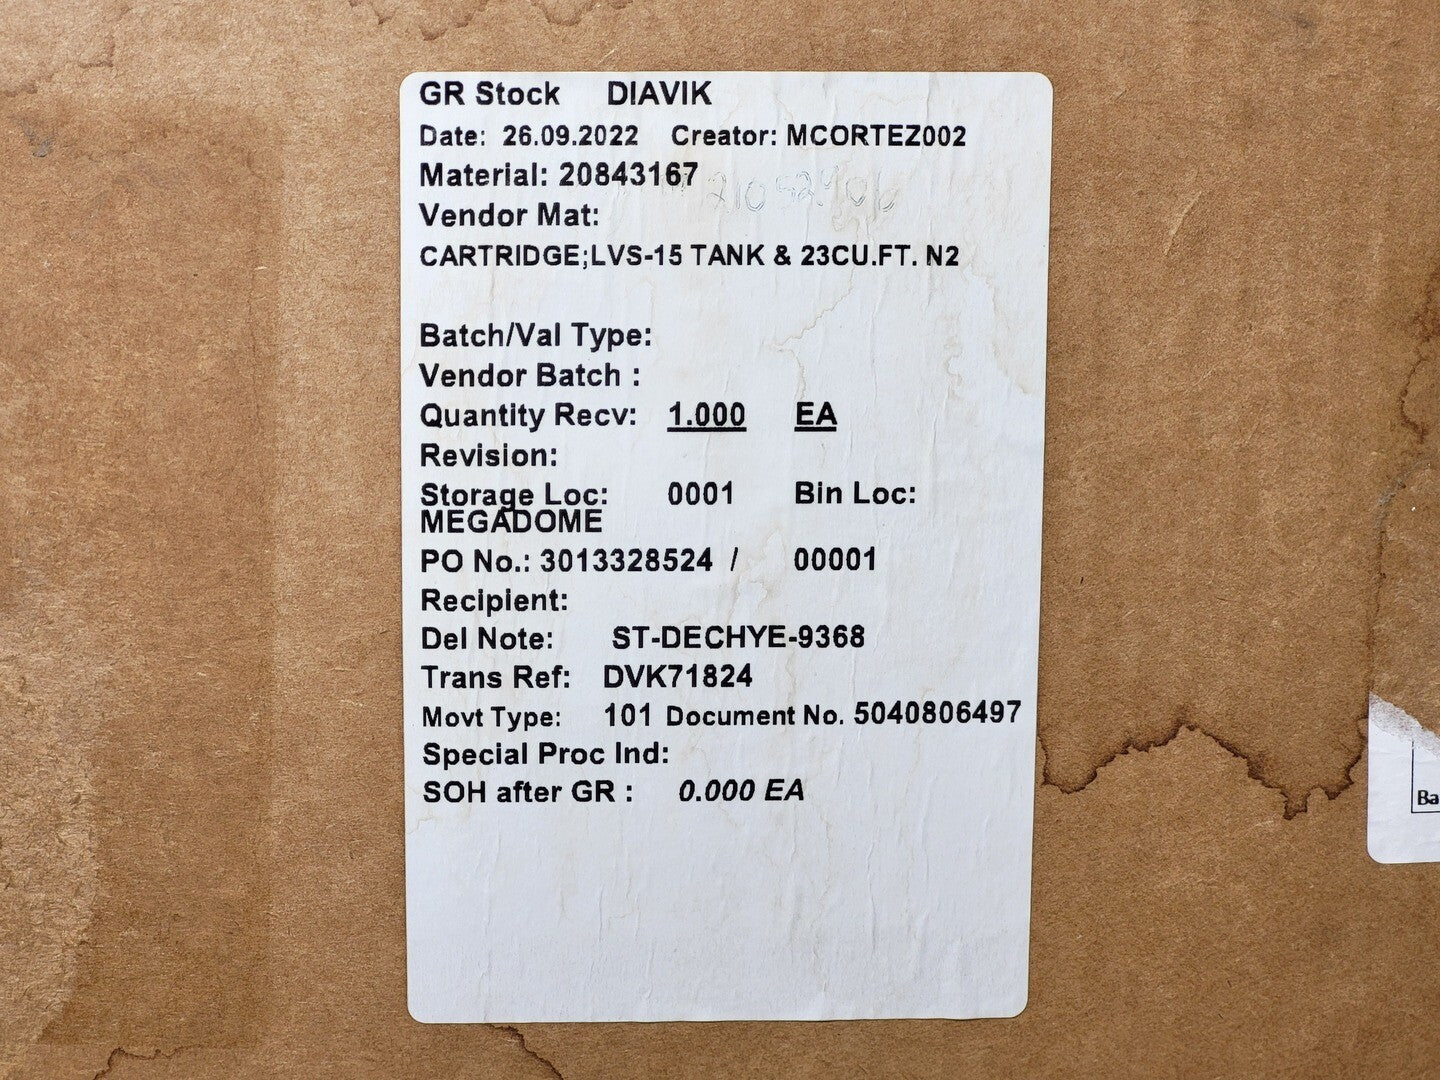 GR Stock DIAVIK
Date: 26.09.2022 Creator: MCORTEZ002
Material: 20843167
Vendor Mat:
CARTRIDGE;LVS-15 TANK & 23CU.FT. N2
Batch/Val Type:
Vendor Batch :
Quantity Recv: 1.000 EA
Revision:
Storage Loc: 0001 Bin Loc:
MEGADOME
PO No.: 3013328524 / 00001
Recipient:
Del Note: ST-DECHYE-9368
Trans Ref: DVK71824
Movt Type: 101 Document No. 5040806497
Special Proc Ind:
SOH after GR : 0.000 EA
Ba